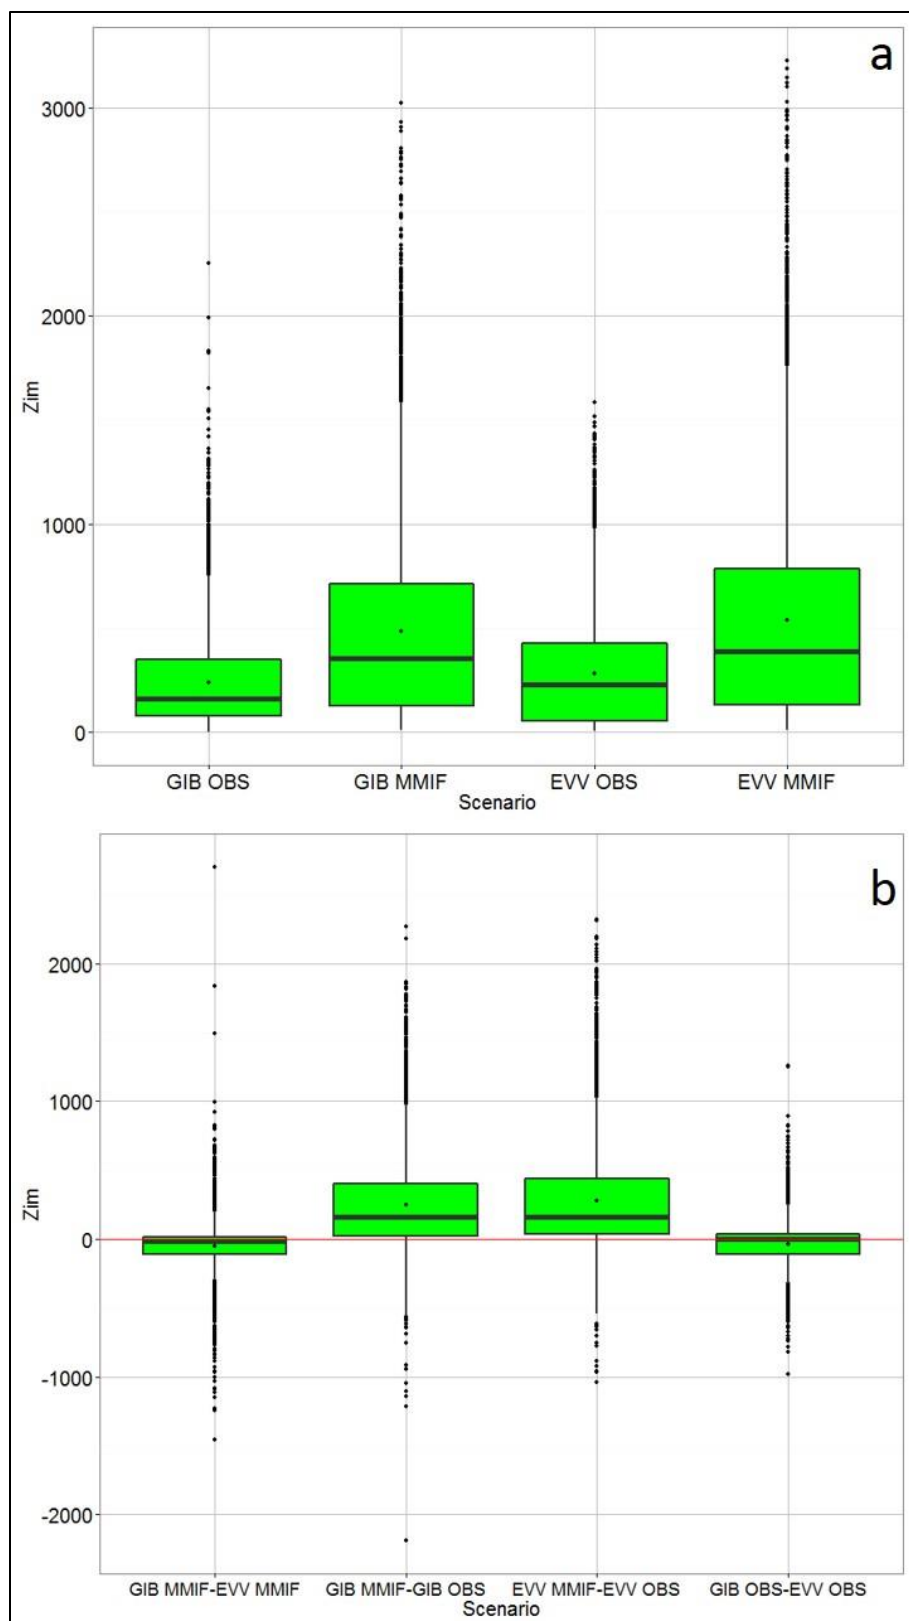 a
3000
2000
1000
0
Zim
GIB OBS GIB MMIF EVV OBS EVV MMIF
Scenario
b
2000
1000
0
-1000
-2000
Zim
GIB MMIF-EVV MMIF GIB MMIF-GIB OBS EVV MMIF-EVV OBS GIB OBS-EVV OBS
Scenario